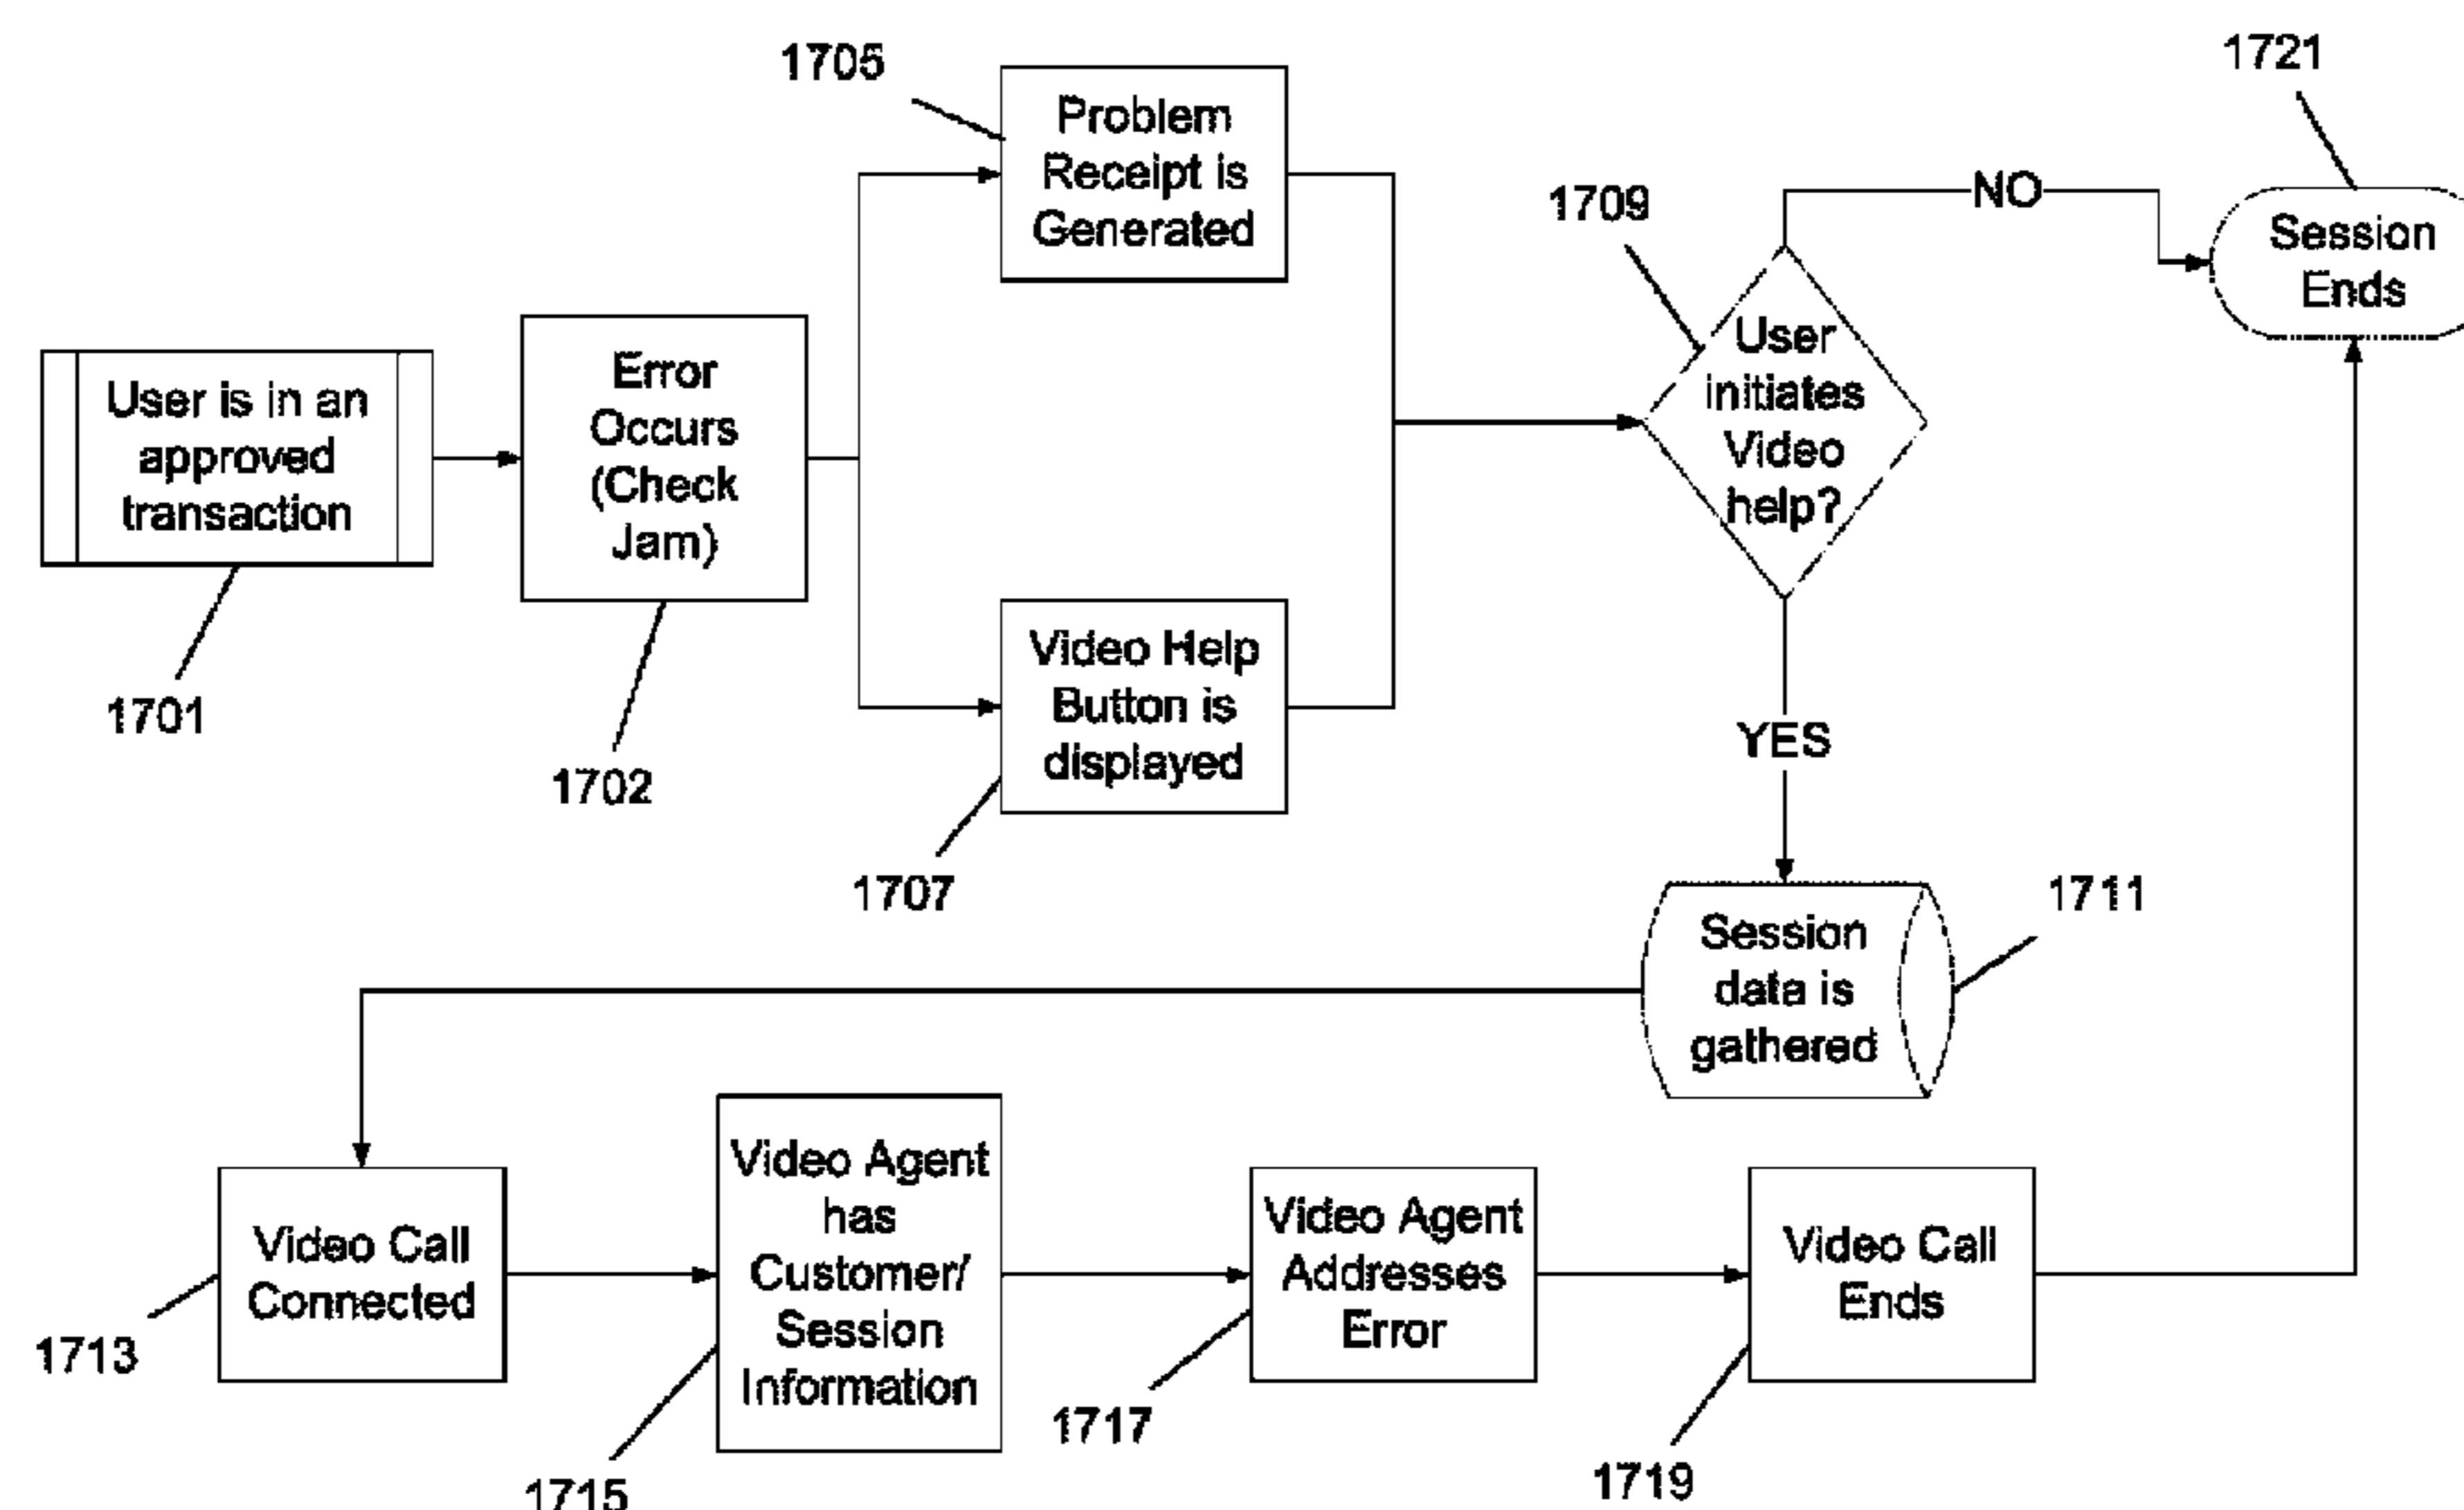 1705
Problem
Receipt is
Generated
1721
Session
Ends
NO
1709
User
initiates
Video
help?
User is in an
approved
transaction
1701
Error
Occurs
(Check
Jam)
1702
Video Help
Button is
displayed
1707
YES
Session
data is
gathered
1711
Video Call
Connected
1713
Video Agent
has
Customer/
Session
Information
1715
Video Agent
Addresses
Error
1717
Video Call
Ends
1719